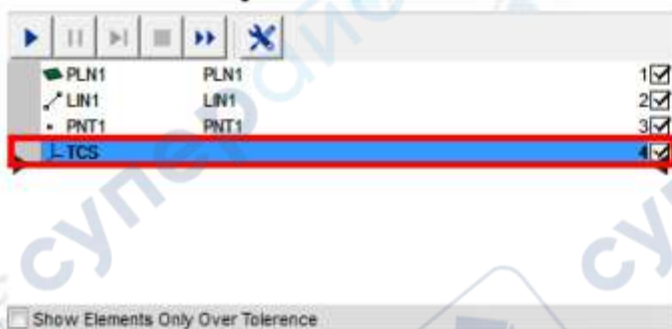 PLN1 PLN1 1
LIN1 LIN1 2
PNT1 PNT1 3
TCS 4
Show Elements Only Over Tolerence